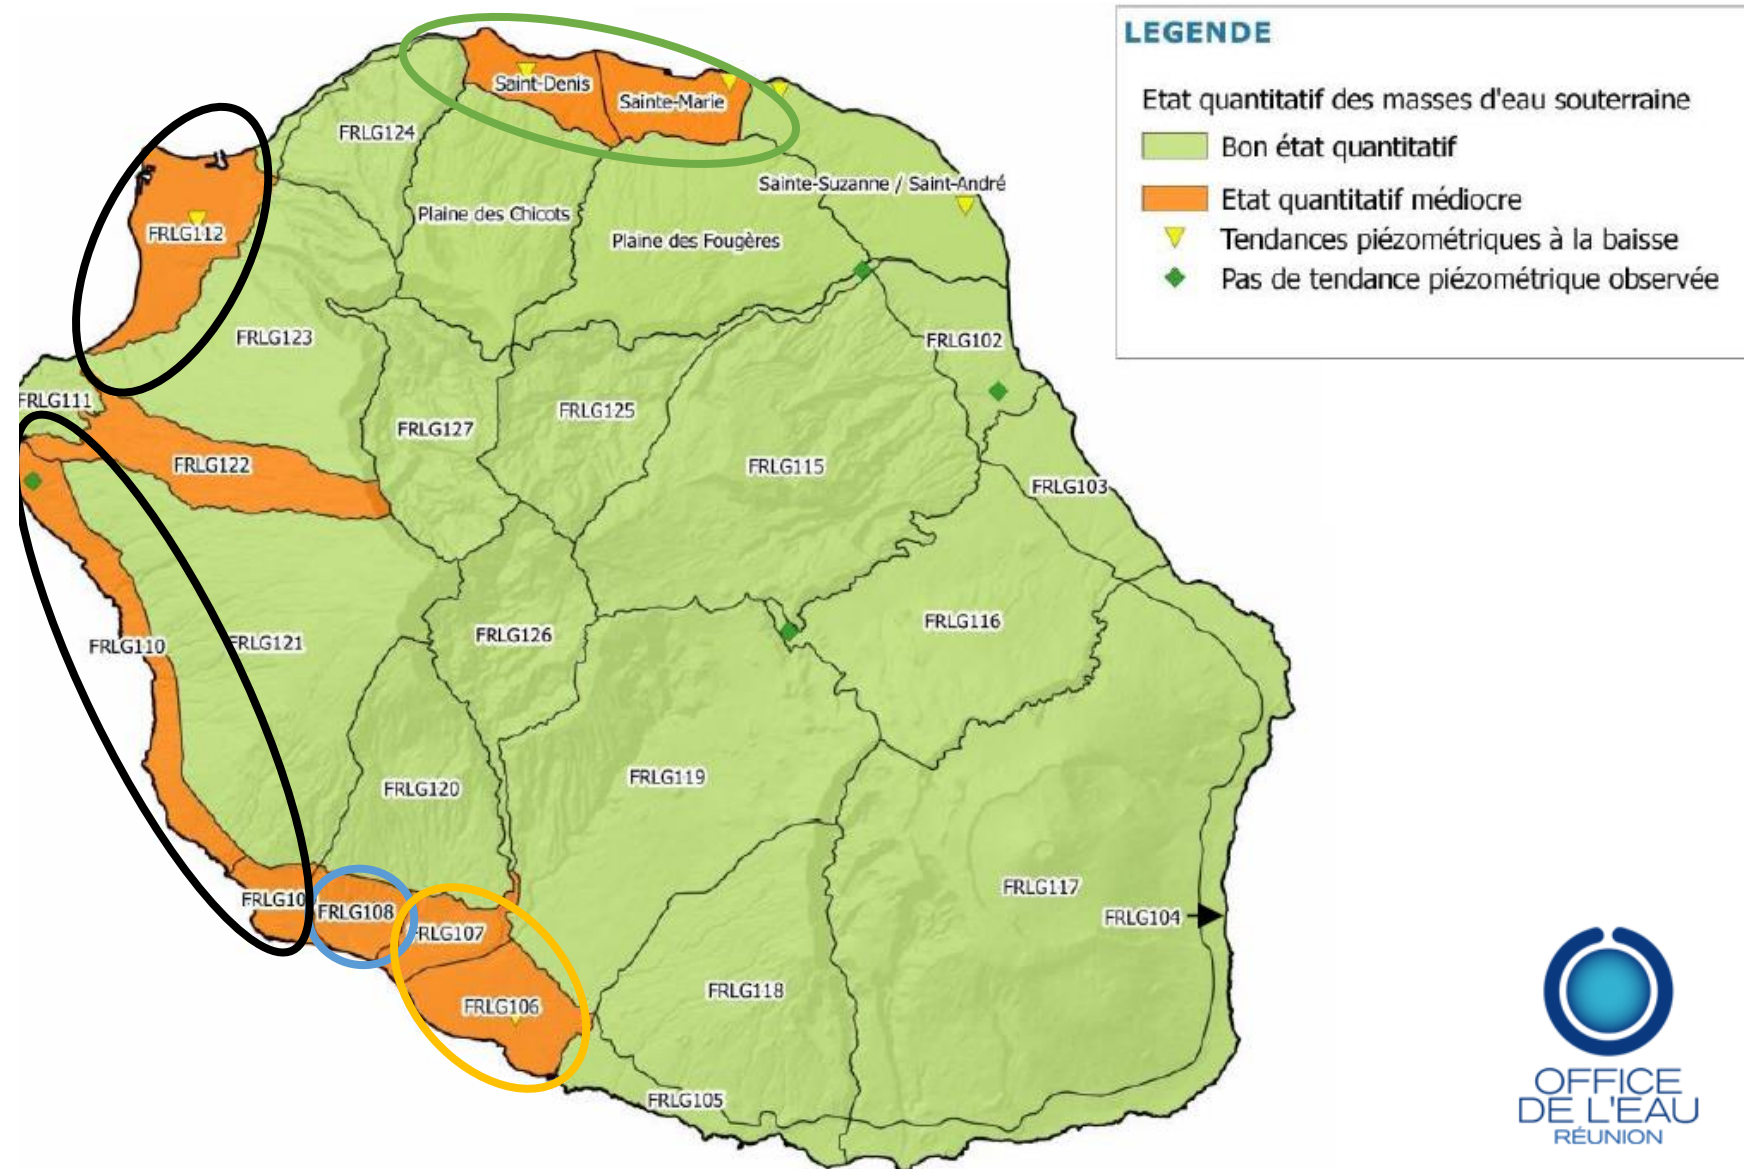 LEGENDE
Etat quantitatif des masses d'eau souterraine
Bon état quantitatif
Etat quantitatif médiocre
Tendances piézométriques à la baisse
Pas de tendance piézométrique observée
Saint-Denis
Sainte-Marie
FRLG124
Sainte-Suzanne / Saint-André
Plaine des Chicots
FRLG112
Plaine des Fougères
FRLG123
FRLG102
FRLG111
FRLG125
FRLG127
FRLG122
FRLG115
FRLG103
FRLG116
FRLG126
FRLG121
FRLG110
FRLG119
FRLG120
FRLG117
FRLG10
FRLG108
FRLG104
FRLG107
FRLG118
FRLG106
FRLG105
OFFICE
DE L'EAU
RÉUNION